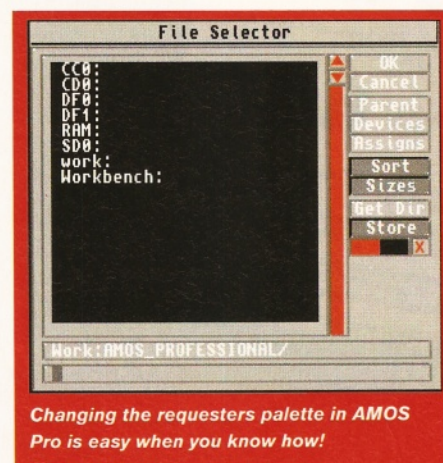 File Selector
CC0:
CD0:
DF0:
DF1:
RAM:
SD0:
work:
Workbench:
OK
Cancel
Parent
Devices
Assigns
Sort
Sizes
Get Dir
Store
X
Work:AMOS_PROFESSIONAL/
Changing the requesters palette in AMOS
Pro is easy when you know how!